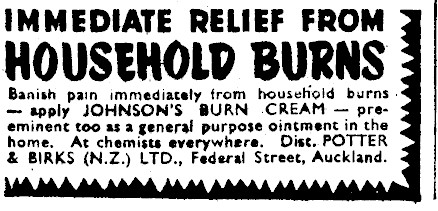 IMMEDIATE RELIEF FROM
HOUSEHOLD BURNS
Banish pain immediately from household burns
— apply JOHNSON'S BURN CREAM — pre-
eminent too as a general purpose ointment in the
home. At chemists everywhere. Dist. POTTER
& BIRKS (N.Z.) LTD., Federal Street, Auckland.